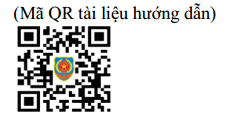 (Mã QR tài liệu hướng dẫn)